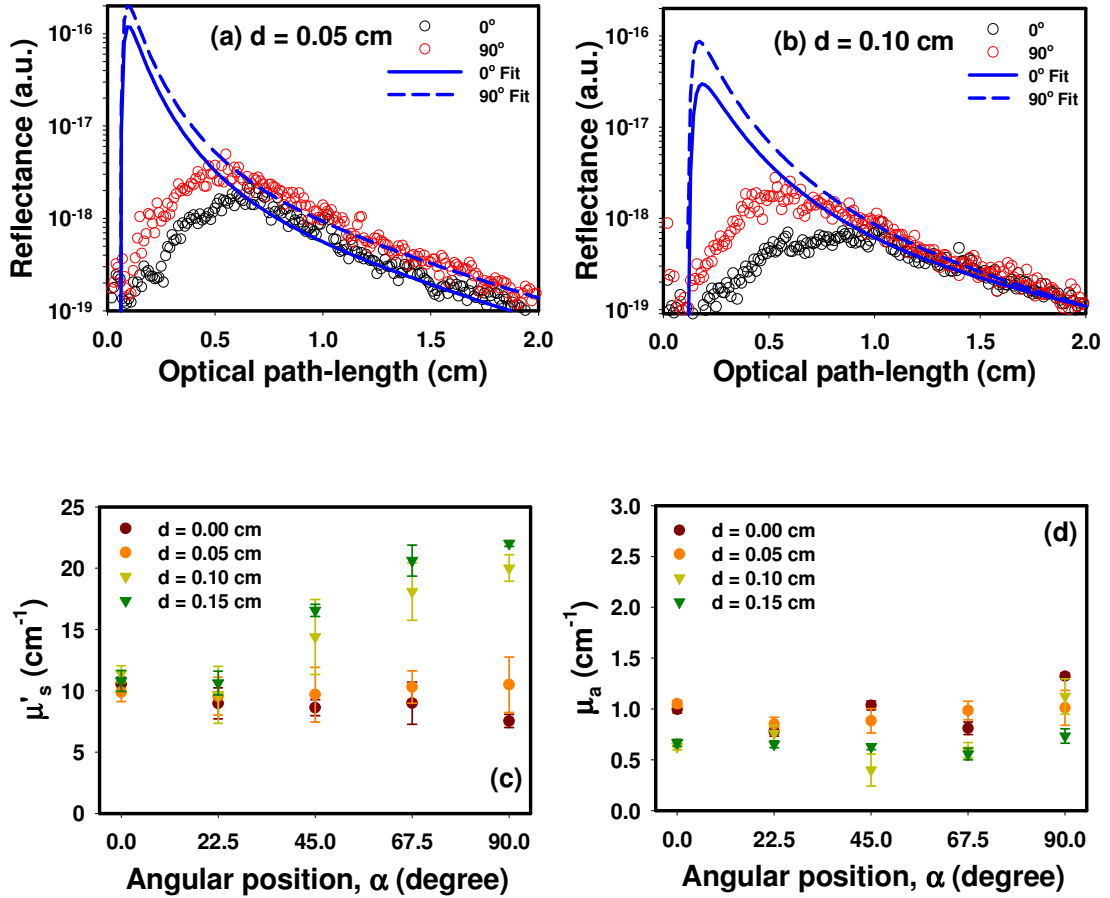 (a) d = 0.05 cm
0°
90°
0° Fit
90° Fit
Reflectance (a.u.)
10⁻¹⁶
10⁻¹⁷
10⁻¹⁸
10⁻¹⁹
0.0 0.5 1.0 1.5 2.0
Optical path-length (cm)
(b) d = 0.10 cm
0°
90°
0° Fit
90° Fit
Reflectance (a.u.)
10⁻¹⁶
10⁻¹⁷
10⁻¹⁸
10⁻¹⁹
0.0 0.5 1.0 1.5 2.0
Optical path-length (cm)
d = 0.00 cm
d = 0.05 cm
d = 0.10 cm
d = 0.15 cm
(c)
μ'ₛ (cm⁻¹)
25
20
15
10
5
0
0.0 22.5 45.0 67.5 90.0
Angular position, α (degree)
d = 0.00 cm
d = 0.05 cm
d = 0.10 cm
d = 0.15 cm
(d)
μₐ (cm⁻¹)
3.0
2.5
2.0
1.5
1.0
0.5
0.0
0.0 22.5 45.0 67.5 90.0
Angular position, α (degree)